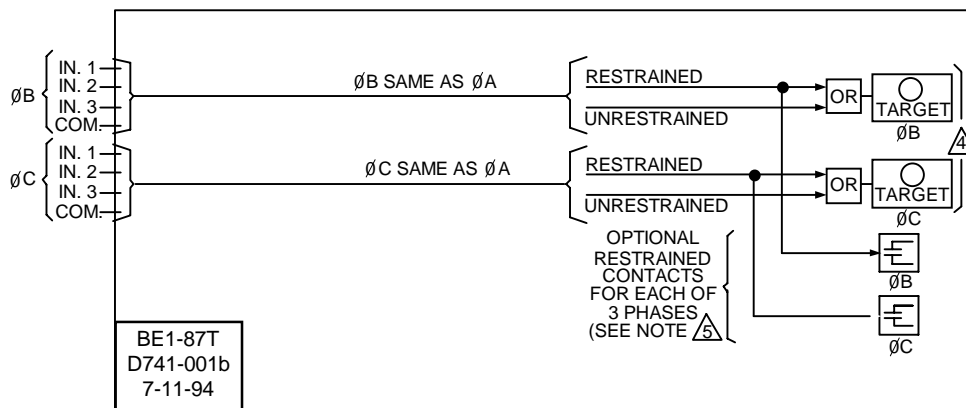 ØB
IN. 1
IN. 2
IN. 3
COM.
ØB SAME AS ØA
RESTRAINED
UNRESTRAINED
OR
TARGET
ØB
4
ØC
IN. 1
IN. 2
IN. 3
COM.
ØC SAME AS ØA
RESTRAINED
UNRESTRAINED
OR
TARGET
ØC
OPTIONAL
RESTRAINED
CONTACTS
FOR EACH OF
3 PHASES
(SEE NOTE 5
ØB
ØC
BE1-87T
D741-001b
7-11-94